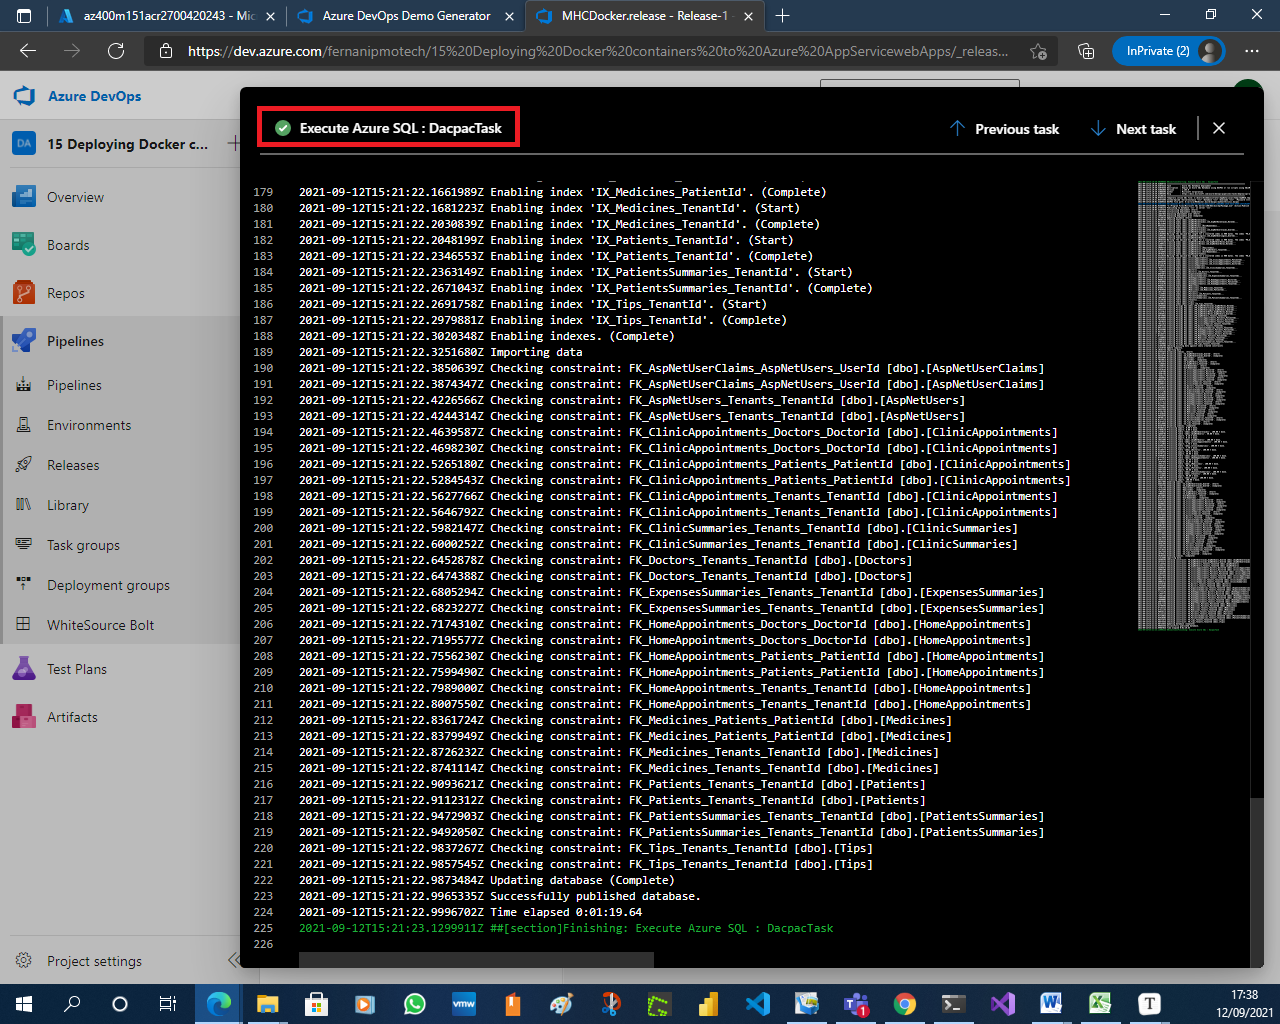 az400m151acr2700420243 - Mic
Azure DevOps Demo Generator
MHCDocker.release - Release-1 -
https://dev.azure.com/fernanipmotech/15%20Deploying%20Docker%20containers%20to%20Azure%20AppServicewebApps/_releas...
InPrivate (2)
Azure DevOps
DA
15 Deploying Docker c...
Overview
Boards
Repos
Pipelines
Pipelines
Environments
Releases
Library
Task groups
Deployment groups
WhiteSource Bolt
Test Plans
Artifacts
Project settings
Execute Azure SQL : DacpacTask
Previous task
Next task
179 2021-09-12T15:21:22.1661989Z Enabling index 'IX_Medicines_PatientId'. (Complete)
180 2021-09-12T15:21:22.1681223Z Enabling index 'IX_Medicines_TenantId'. (Start)
181 2021-09-12T15:21:22.2030839Z Enabling index 'IX_Medicines_TenantId'. (Complete)
182 2021-09-12T15:21:22.2048199Z Enabling index 'IX_Patients_TenantId'. (Start)
183 2021-09-12T15:21:22.2346553Z Enabling index 'IX_Patients_TenantId'. (Complete)
184 2021-09-12T15:21:22.2363149Z Enabling index 'IX_PatientsSummaries_TenantId'. (Start)
185 2021-09-12T15:21:22.2671043Z Enabling index 'IX_PatientsSummaries_TenantId'. (Complete)
186 2021-09-12T15:21:22.2691758Z Enabling index 'IX_Tips_TenantId'. (Start)
187 2021-09-12T15:21:22.2979881Z Enabling index 'IX_Tips_TenantId'. (Complete)
188 2021-09-12T15:21:22.3020348Z Enabling indexes. (Complete)
189 2021-09-12T15:21:22.3251680Z Importing data
190 2021-09-12T15:21:22.3850639Z Checking constraint: FK_AspNetUserClaims_AspNetUsers_UserId [dbo].[AspNetUserClaims]
191 2021-09-12T15:21:22.3874347Z Checking constraint: FK_AspNetUserClaims_AspNetUsers_UserId [dbo].[AspNetUserClaims]
192 2021-09-12T15:21:22.4226566Z Checking constraint: FK_AspNetUsers_Tenants_TenantId [dbo].[AspNetUsers]
193 2021-09-12T15:21:22.4244314Z Checking constraint: FK_AspNetUsers_Tenants_TenantId [dbo].[AspNetUsers]
194 2021-09-12T15:21:22.4639587Z Checking constraint: FK_ClinicAppointments_Doctors_DoctorId [dbo].[ClinicAppointments]
195 2021-09-12T15:21:22.4698230Z Checking constraint: FK_ClinicAppointments_Doctors_DoctorId [dbo].[ClinicAppointments]
196 2021-09-12T15:21:22.5265180Z Checking constraint: FK_ClinicAppointments_Patients_PatientId [dbo].[ClinicAppointments]
197 2021-09-12T15:21:22.5284543Z Checking constraint: FK_ClinicAppointments_Patients_PatientId [dbo].[ClinicAppointments]
198 2021-09-12T15:21:22.5627766Z Checking constraint: FK_ClinicAppointments_Tenants_TenantId [dbo].[ClinicAppointments]
199 2021-09-12T15:21:22.5646792Z Checking constraint: FK_ClinicAppointments_Tenants_TenantId [dbo].[ClinicAppointments]
200 2021-09-12T15:21:22.5982147Z Checking constraint: FK_ClinicSummaries_Tenants_TenantId [dbo].[ClinicSummaries]
201 2021-09-12T15:21:22.6000252Z Checking constraint: FK_ClinicSummaries_Tenants_TenantId [dbo].[ClinicSummaries]
202 2021-09-12T15:21:22.6452878Z Checking constraint: FK_Doctors_Tenants_TenantId [dbo].[Doctors]
203 2021-09-12T15:21:22.6474388Z Checking constraint: FK_Doctors_Tenants_TenantId [dbo].[Doctors]
204 2021-09-12T15:21:22.6805294Z Checking constraint: FK_ExpensesSummaries_Tenants_TenantId [dbo].[ExpensesSummaries]
205 2021-09-12T15:21:22.6823227Z Checking constraint: FK_ExpensesSummaries_Tenants_TenantId [dbo].[ExpensesSummaries]
206 2021-09-12T15:21:22.7174310Z Checking constraint: FK_HomeAppointments_Doctors_DoctorId [dbo].[HomeAppointments]
207 2021-09-12T15:21:22.7195577Z Checking constraint: FK_HomeAppointments_Doctors_DoctorId [dbo].[HomeAppointments]
208 2021-09-12T15:21:22.7556230Z Checking constraint: FK_HomeAppointments_Patients_PatientId [dbo].[HomeAppointments]
209 2021-09-12T15:21:22.7599490Z Checking constraint: FK_HomeAppointments_Patients_PatientId [dbo].[HomeAppointments]
210 2021-09-12T15:21:22.7989000Z Checking constraint: FK_HomeAppointments_Tenants_TenantId [dbo].[HomeAppointments]
211 2021-09-12T15:21:22.8007550Z Checking constraint: FK_HomeAppointments_Tenants_TenantId [dbo].[HomeAppointments]
212 2021-09-12T15:21:22.8361724Z Checking constraint: FK_Medicines_Patients_PatientId [dbo].[Medicines]
213 2021-09-12T15:21:22.8379949Z Checking constraint: FK_Medicines_Patients_PatientId [dbo].[Medicines]
214 2021-09-12T15:21:22.8726232Z Checking constraint: FK_Medicines_Tenants_TenantId [dbo].[Medicines]
215 2021-09-12T15:21:22.8741114Z Checking constraint: FK_Medicines_Tenants_TenantId [dbo].[Medicines]
216 2021-09-12T15:21:22.9093621Z Checking constraint: FK_Patients_Tenants_TenantId [dbo].[Patients]
217 2021-09-12T15:21:22.9112312Z Checking constraint: FK_Patients_Tenants_TenantId [dbo].[Patients]
218 2021-09-12T15:21:22.9472903Z Checking constraint: FK_PatientsSummaries_Tenants_TenantId [dbo].[PatientsSummaries]
219 2021-09-12T15:21:22.9492050Z Checking constraint: FK_PatientsSummaries_Tenants_TenantId [dbo].[PatientsSummaries]
220 2021-09-12T15:21:22.9837267Z Checking constraint: FK_Tips_Tenants_TenantId [dbo].[Tips]
221 2021-09-12T15:21:22.9857545Z Checking constraint: FK_Tips_Tenants_TenantId [dbo].[Tips]
222 2021-09-12T15:21:22.9873484Z Updating database (Complete)
223 2021-09-12T15:21:22.9965335Z Successfully published database.
224 2021-09-12T15:21:22.9996702Z Time elapsed 0:01:19.64
225 2021-09-12T15:21:23.1299911Z ##[section]Finishing: Execute Azure SQL : DacpacTask
226
vmw
1
T
17:38
12/09/2021